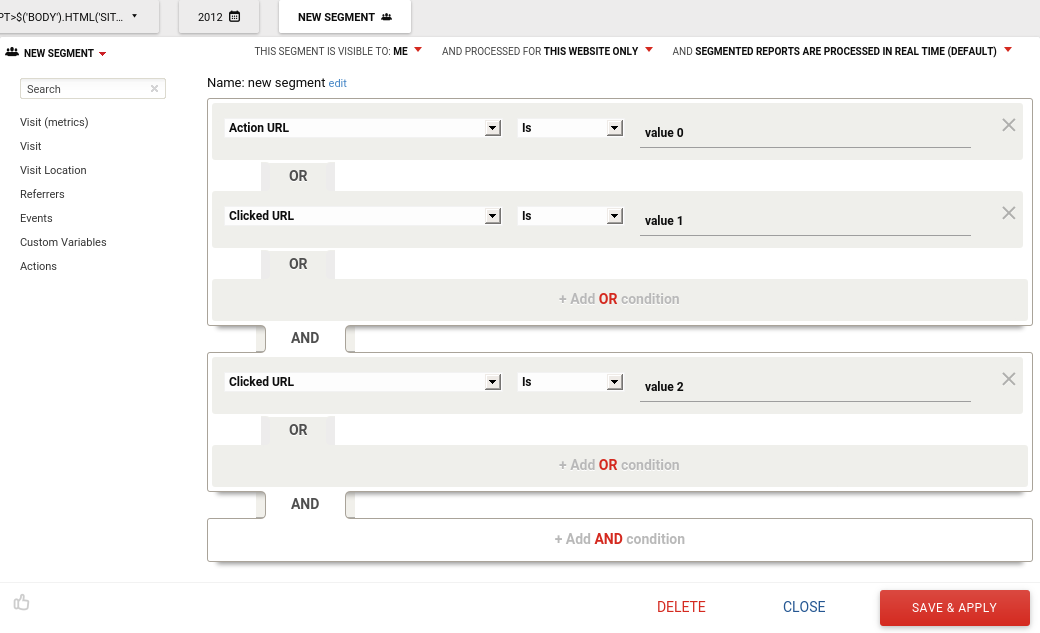 PT>$('BODY').HTML('SIT...
2012
NEW SEGMENT
NEW SEGMENT
THIS SEGMENT IS VISIBLE TO: ME
AND PROCESSED FOR THIS WEBSITE ONLY
AND SEGMENTED REPORTS ARE PROCESSED IN REAL TIME (DEFAULT)
Search
Visit (metrics)
Visit
Visit Location
Referrers
Events
Custom Variables
Actions
Name: new segment edit
Action URL
Is
value 0
OR
Clicked URL
Is
value 1
OR
+ Add OR condition
AND
Clicked URL
Is
value 2
OR
+ Add OR condition
AND
+ Add AND condition
DELETE
CLOSE
SAVE & APPLY